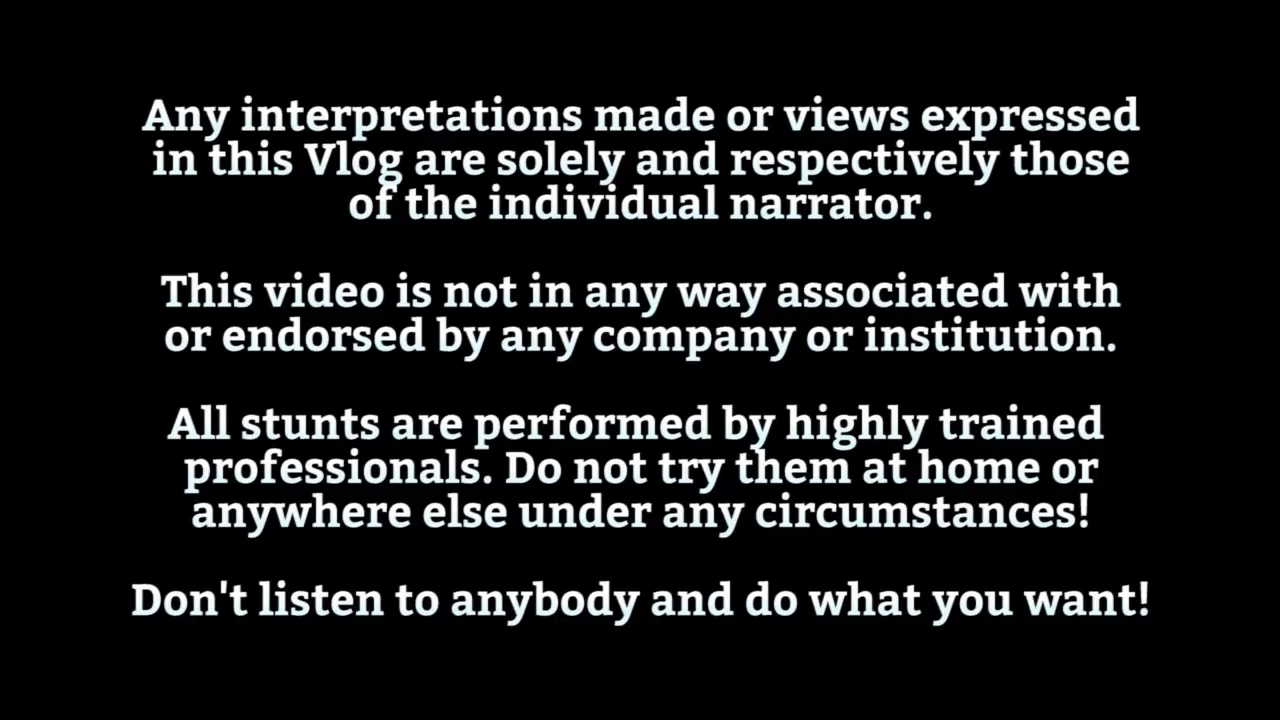 Any interpretations made or views expressed
in this Vlog are solely and respectively those
of the individual narrator.
This video is not in any way associated with
or endorsed by any company or institution.
All stunts are performed by highly trained
professionals. Do not try them at home or
anywhere else under any circumstances!
Don't listen to anybody and do what you want!